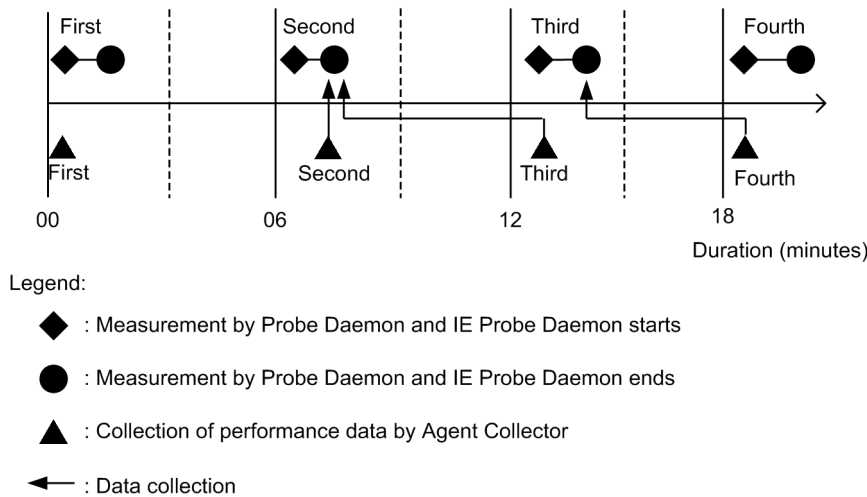 First
Second
Third
Fourth
First
Second
Third
Fourth
00
06
12
18
Duration (minutes)
Legend:
: Measurement by Probe Daemon and IE Probe Daemon starts
: Measurement by Probe Daemon and IE Probe Daemon ends
: Collection of performance data by Agent Collector
: Data collection